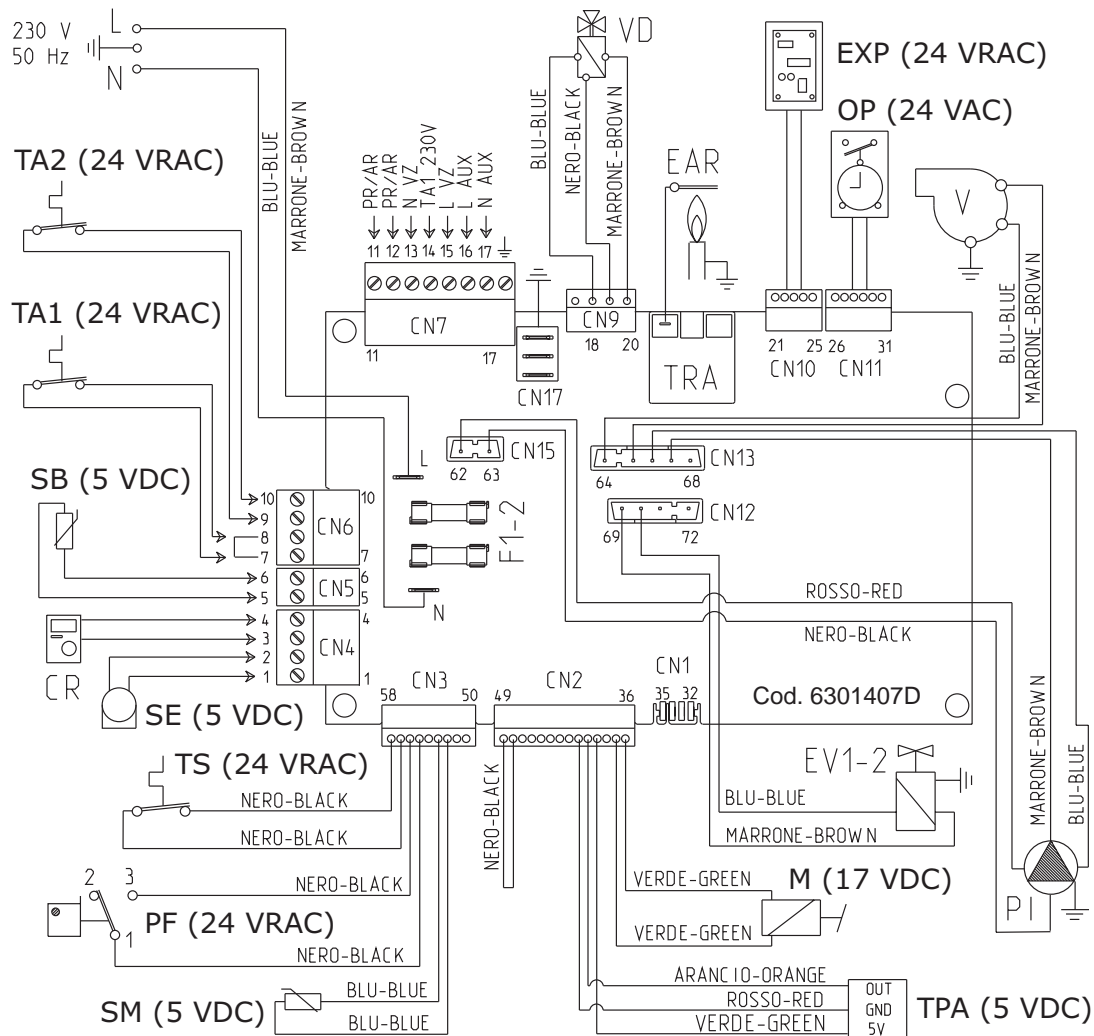 230 V
50 Hz
L
N
BLU-BLUE
MARRONE-BROWN
VD
BLU-BLUE
NERO-BLACK
MARRONE-BROWN
EXP (24 VRAC)
OP (24 VAC)
EAR
V
BLU-BLUE
MARRONE-BROWN
TA2 (24 VRAC)
PR/AR
PR/AR
N VZ
TA1 230V
L VZ
L AUX
N AUX
11 12 13 14 15 16 17
CN7
11 17
CN17
CN9
18 20
TRA
21 25 26 31
CN10 CN11
TA1 (24 VRAC)
CN15
62 63
L
F1-2
N
CN13
64 68
CN12
69 72
SB (5 VDC)
10 10
9
8
7 7
CN6
6 6
5 5
CN5
4 4
3
2
1 1
CN4
CR
SE (5 VDC)
ROSSO-RED
NERO-BLACK
CN3
58 50
CN2
49 36
CN1
35 32
Cod. 6301407D
MARRONE-BROWN
BLU-BLUE
TS (24 VRAC)
NERO-BLACK
NERO-BLACK
NERO-BLACK
EV1-2
BLU-BLUE
MARRONE-BROWN
PI
2 3
1
PF (24 VRAC)
NERO-BLACK
NERO-BLACK
VERDE-GREEN
VERDE-GREEN
M (17 VDC)
SM (5 VDC)
BLU-BLUE
BLU-BLUE
ARANCIO-ORANGE
ROSSO-RED
VERDE-GREEN
OUT
GND
5V
TPA (5 VDC)